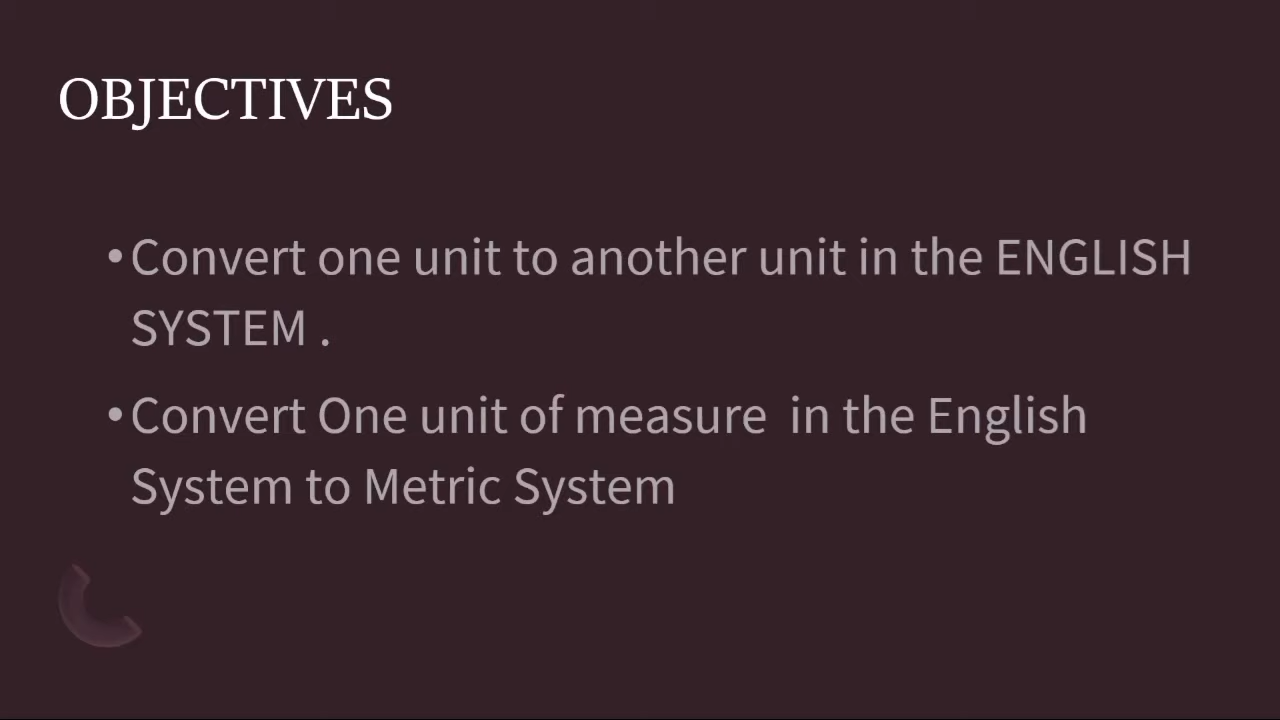 OBJECTIVES
•Convert one unit to another unit in the ENGLISH
SYSTEM .
•Convert One unit of measure  in the English
System to Metric System